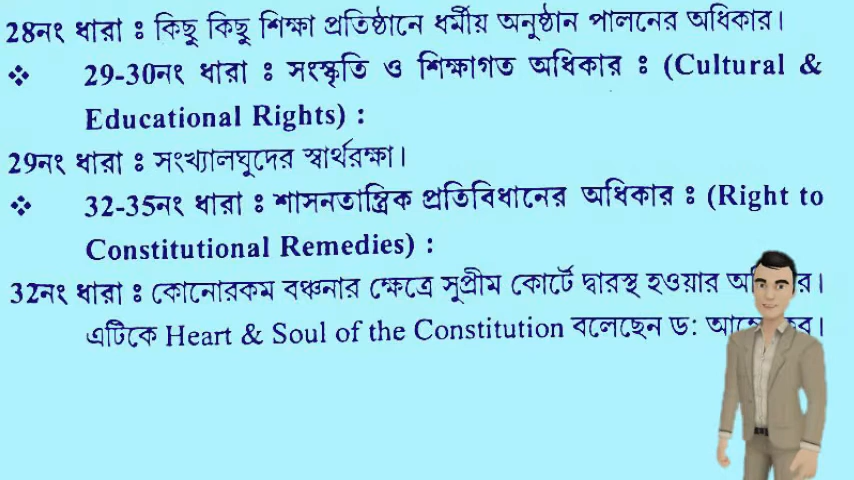 28নং ধারা ঃ কিছু কিছু শিক্ষা প্রতিষ্ঠানে ধর্মীয় অনুষ্ঠান পালনের অধিকার।
❖ 29-30নং ধারা ঃ সংস্কৃতি ও শিক্ষাগত অধিকার ঃ (Cultural &
Educational Rights) :
29নং ধারা ঃ সংখ্যালঘুদের স্বার্থরক্ষা।
❖ 32-35নং ধারা ঃ শাসনতান্ত্রিক প্রতিবিধানের অধিকার ঃ (Right to
Constitutional Remedies) :
32নং ধারা ঃ কোনোরকম বঞ্চনার ক্ষেত্রে সুপ্রীম কোর্টে দ্বারস্থ হওয়ার
এটিকে Heart & Soul of the Constitution বলেছেন ড: